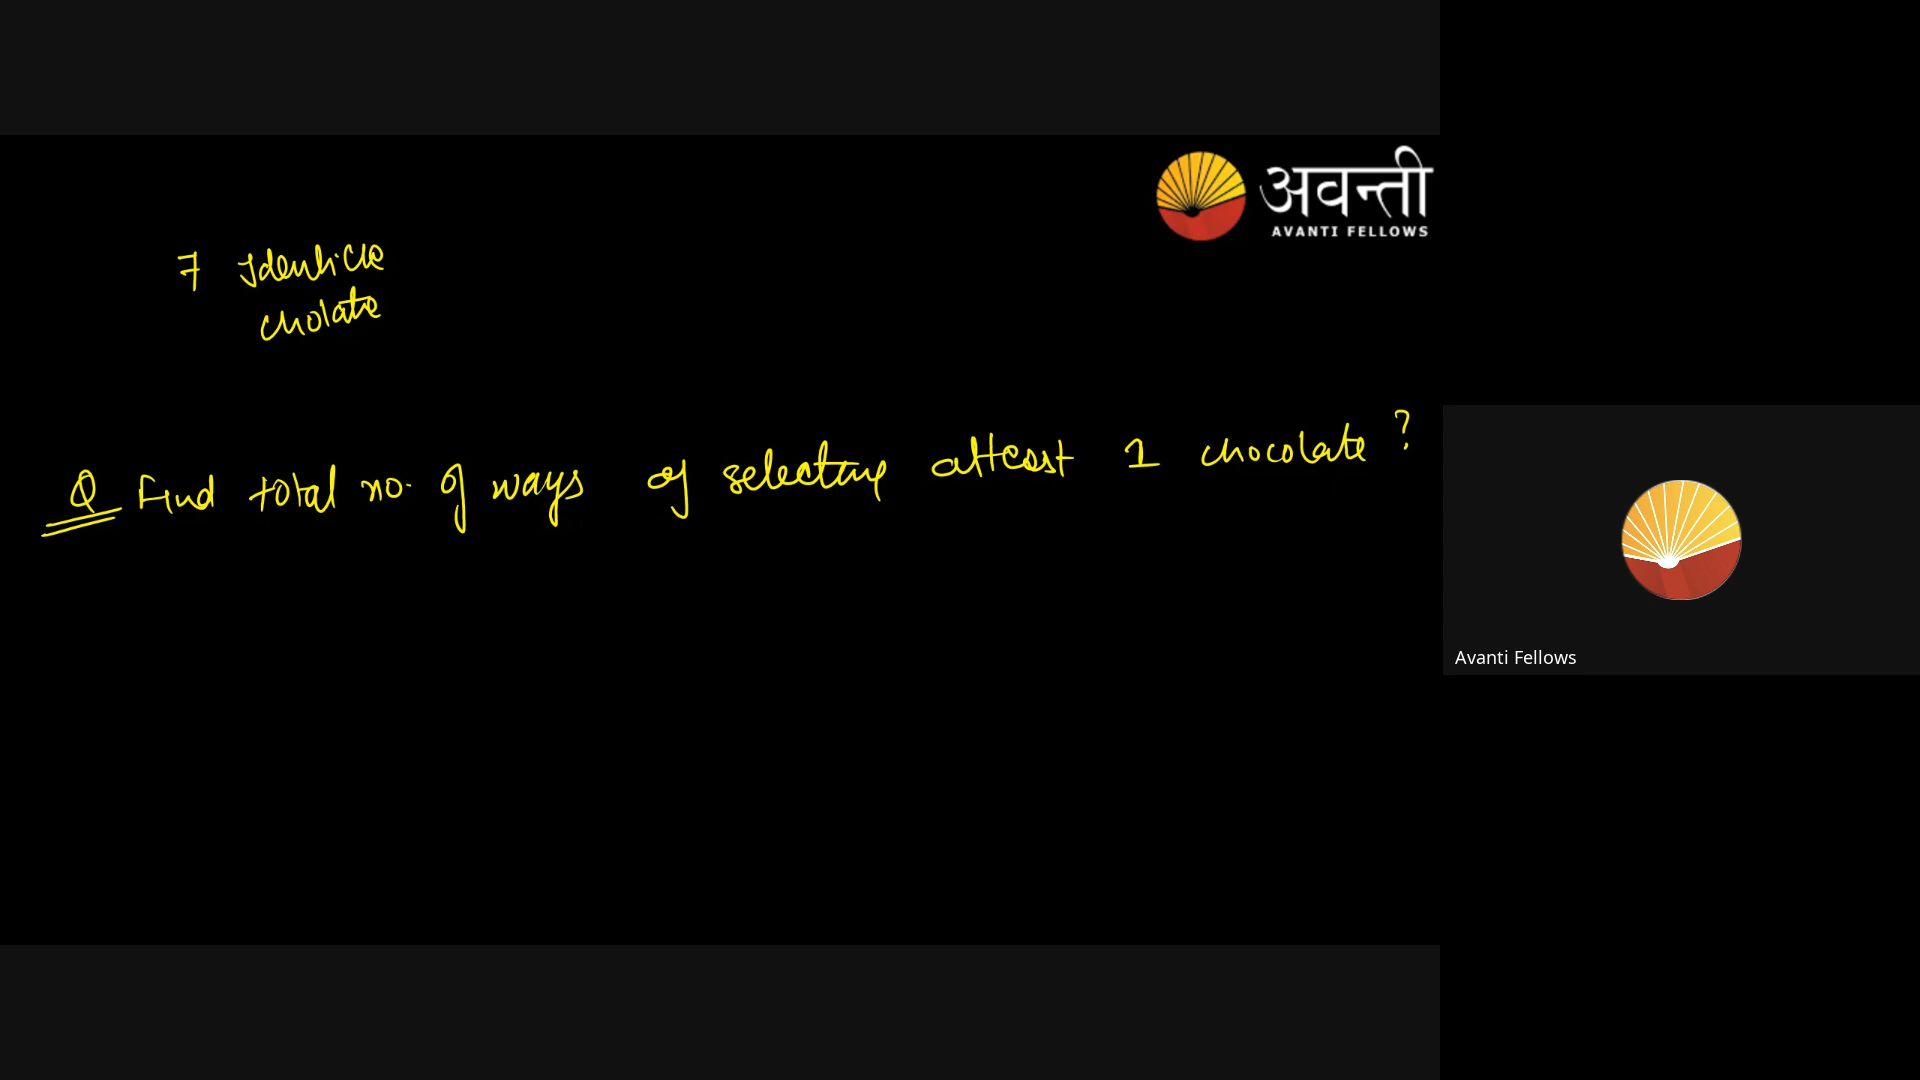 अवन्ती
AVANTI FELLOWS
7 Identicle
cholate
Q Find total no. of ways of selecting atleast 1 chocolate ?
Avanti Fellows